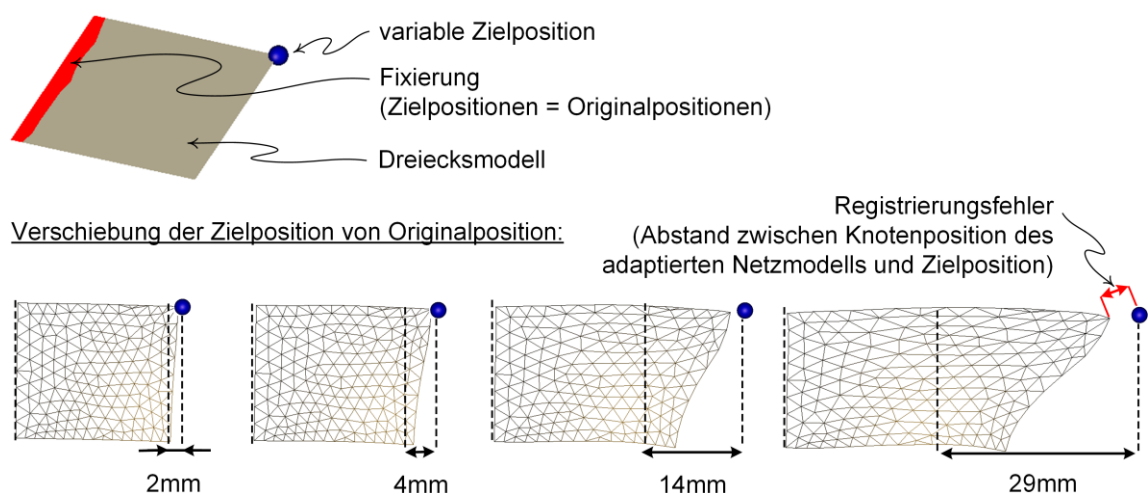 variable Zielposition
Fixierung
(Zielpositionen = Originalpositionen)
Dreiecksmodell
Verschiebung der Zielposition von Originalposition:
Registrierungsfehler
(Abstand zwischen Knotenposition des
adaptierten Netzmodells und Zielposition)
2mm
4mm
14mm
29mm